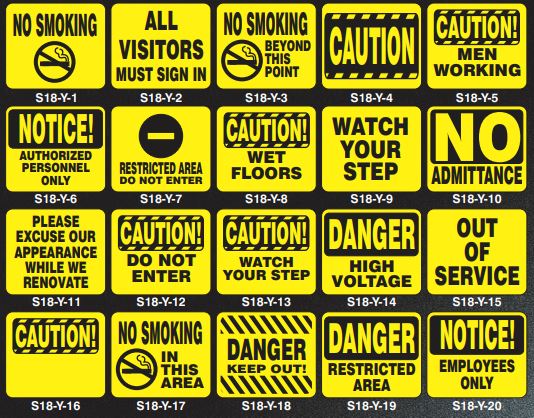 NO SMOKING
S18-Y-1
ALL
VISITORS
MUST SIGN IN
S18-Y-2
NO SMOKING
BEYOND
THIS
POINT
S18-Y-3
CAUTION
S18-Y-4
CAUTION!
MEN
WORKING
S18-Y-5
NOTICE!
AUTHORIZED
PERSONNEL
ONLY
S18-Y-6
RESTRICTED AREA
DO NOT ENTER
S18-Y-7
CAUTION!
WET
FLOORS
S18-Y-8
WATCH
YOUR
STEP
S18-Y-9
NO
ADMITTANCE
S18-Y-10
PLEASE
EXCUSE OUR
APPEARANCE
WHILE WE
RENOVATE
S18-Y-11
CAUTION!
DO NOT
ENTER
S18-Y-12
CAUTION!
WATCH
YOUR STEP
S18-Y-13
DANGER
HIGH
VOLTAGE
S18-Y-14
OUT
OF
SERVICE
S18-Y-15
CAUTION!
S18-Y-16
NO SMOKING
IN
THIS
AREA
S18-Y-17
DANGER
KEEP OUT!
S18-Y-18
DANGER
RESTRICTED
AREA
S18-Y-19
NOTICE!
EMPLOYEES
ONLY
S18-Y-20